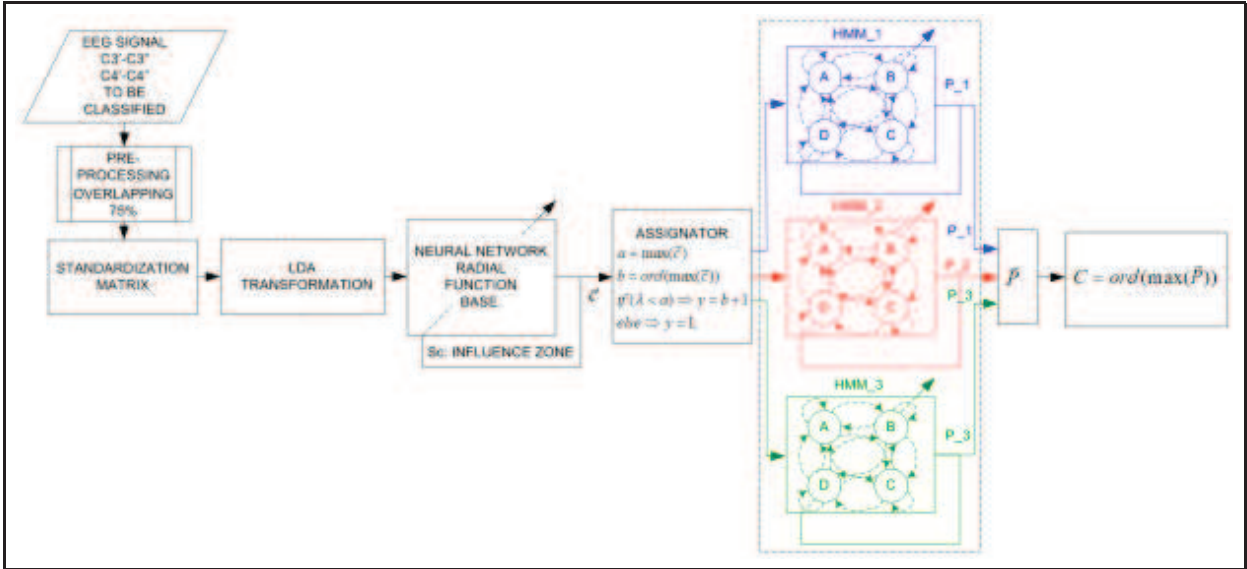 EEG SIGNAL
C3'-C3"
C4'-C4"
TO BE
CLASSIFIED
PRE-
PROCESSING
OVERLAPPING
75%
STANDARDIZATION
MATRIX
LDA
TRANSFORMATION
NEURAL NETWORK
RADIAL
FUNCTION
BASE
Sc: INFLUENCE ZONE
ASSIGNATOR
a = max(c⃗)
b = ord(max(c⃗))
if (λ < a) ⇒ y = b + 1
else ⇒ y = 1.
HMM_1
A B
D C
P_1
HMM_2
A B
C
P_1
HMM_3
A B
D C
P_3
P_3
P⃗
C = ord(max(P⃗))